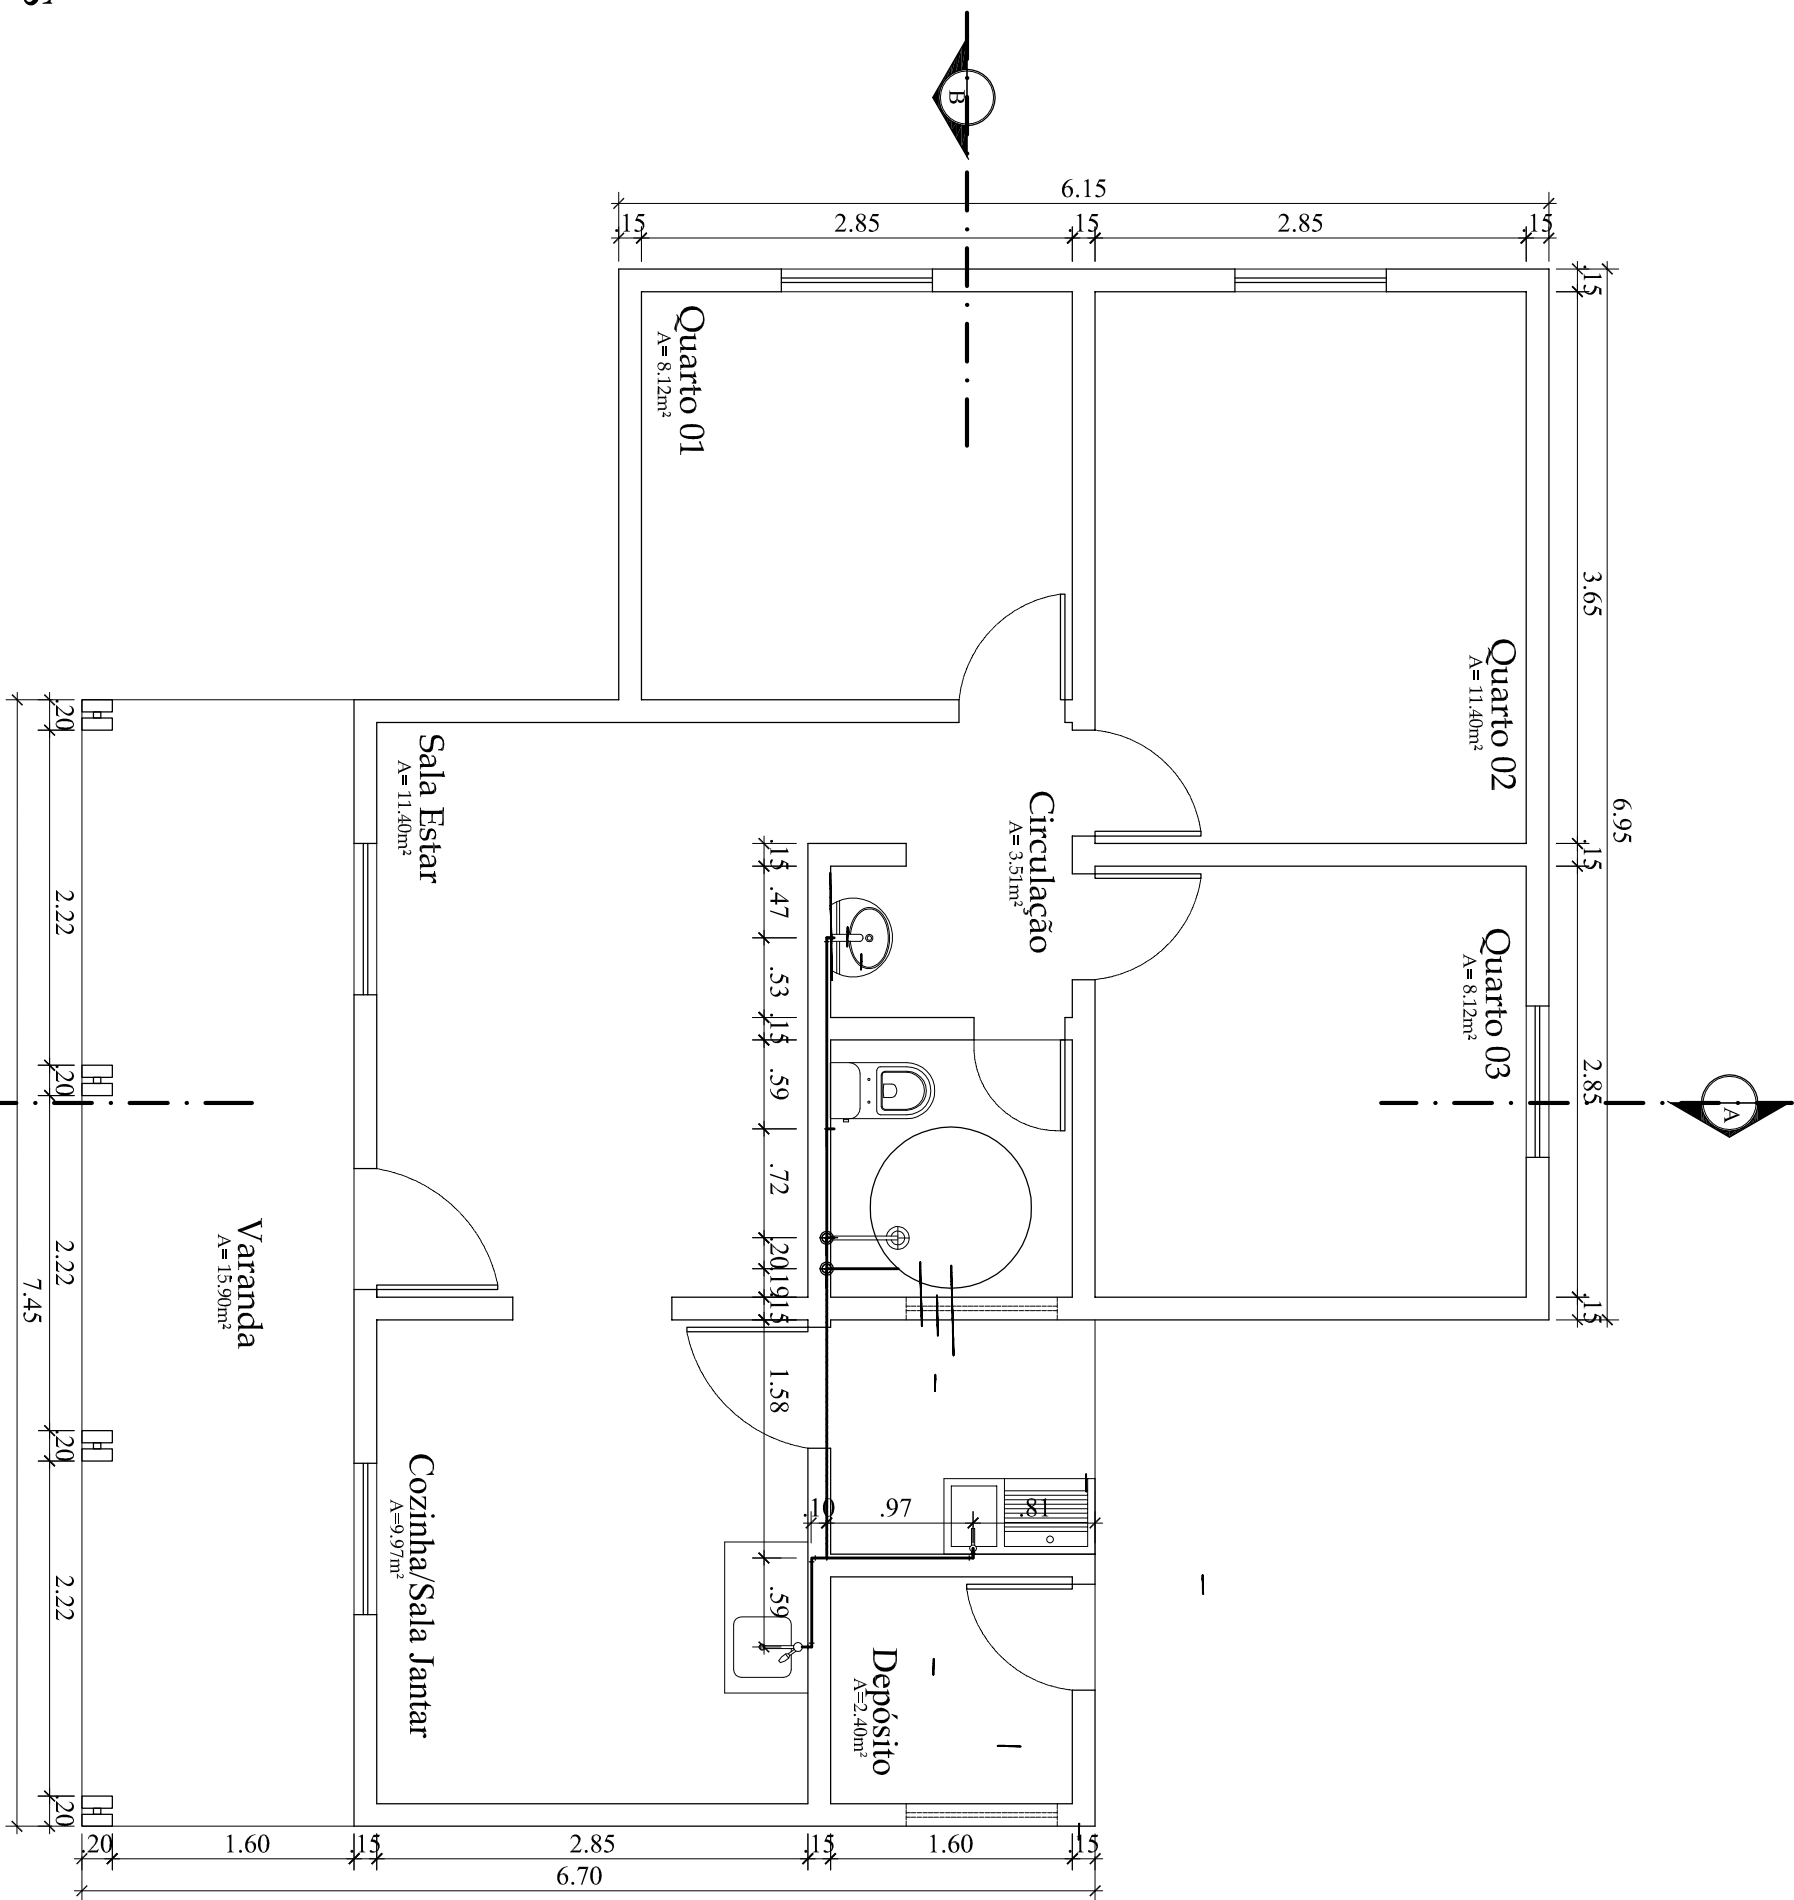 B
6.15
.15
2.85
.15
2.85
.15
.15
3.65
.15
2.85
.15
6.95
Quarto 01
A= 8.12m²
Quarto 02
A= 11.40m²
Quarto 03
A= 8.12m²
A
Circulação
A= 3.51m²
Sala Estar
A= 11.40m²
.15
.47
.53
.15
.59
.72
.20
.19
.15
1.58
.59
.10
.97
.81
Varanda
A= 15.90m²
Cozinha/Sala Jantar
A=9.97m²
Depósito
A=2.40m²
.20
2.22
.20
2.22
.20
2.22
.20
7.45
.20
1.60
.15
2.85
.15
1.60
.15
6.70